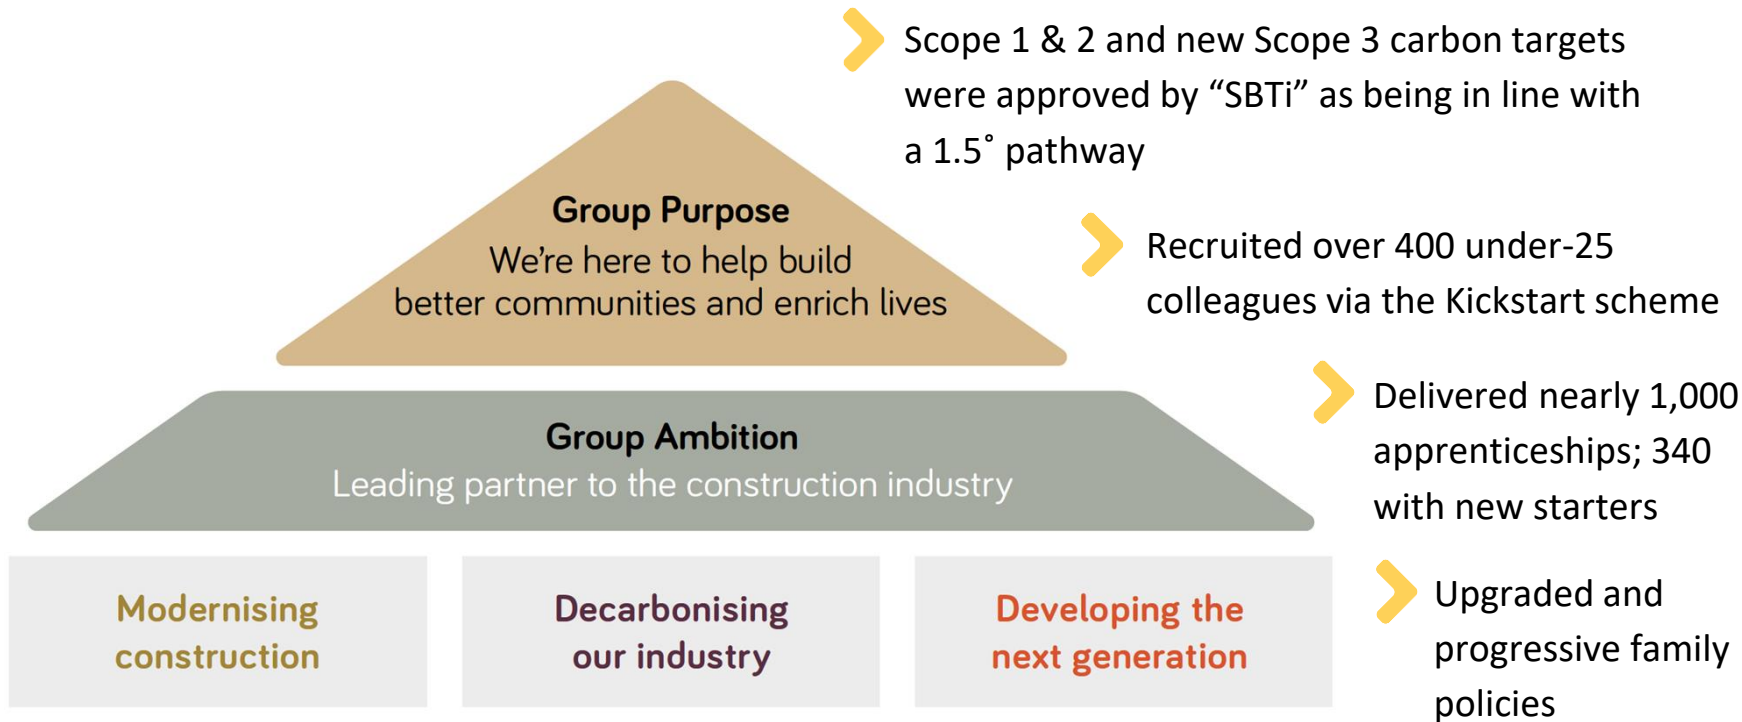 Scope 1 & 2 and new Scope 3 carbon targets
were approved by “SBTi” as being in line with
a 1.5˚ pathway
Group Purpose
We’re here to help build
better communities and enrich lives
Recruited over 400 under-25
colleagues via the Kickstart scheme
Group Ambition
Leading partner to the construction industry
Delivered nearly 1,000
apprenticeships; 340
with new starters
Modernising
construction
Decarbonising
our industry
Developing the
next generation
Upgraded and
progressive family
policies